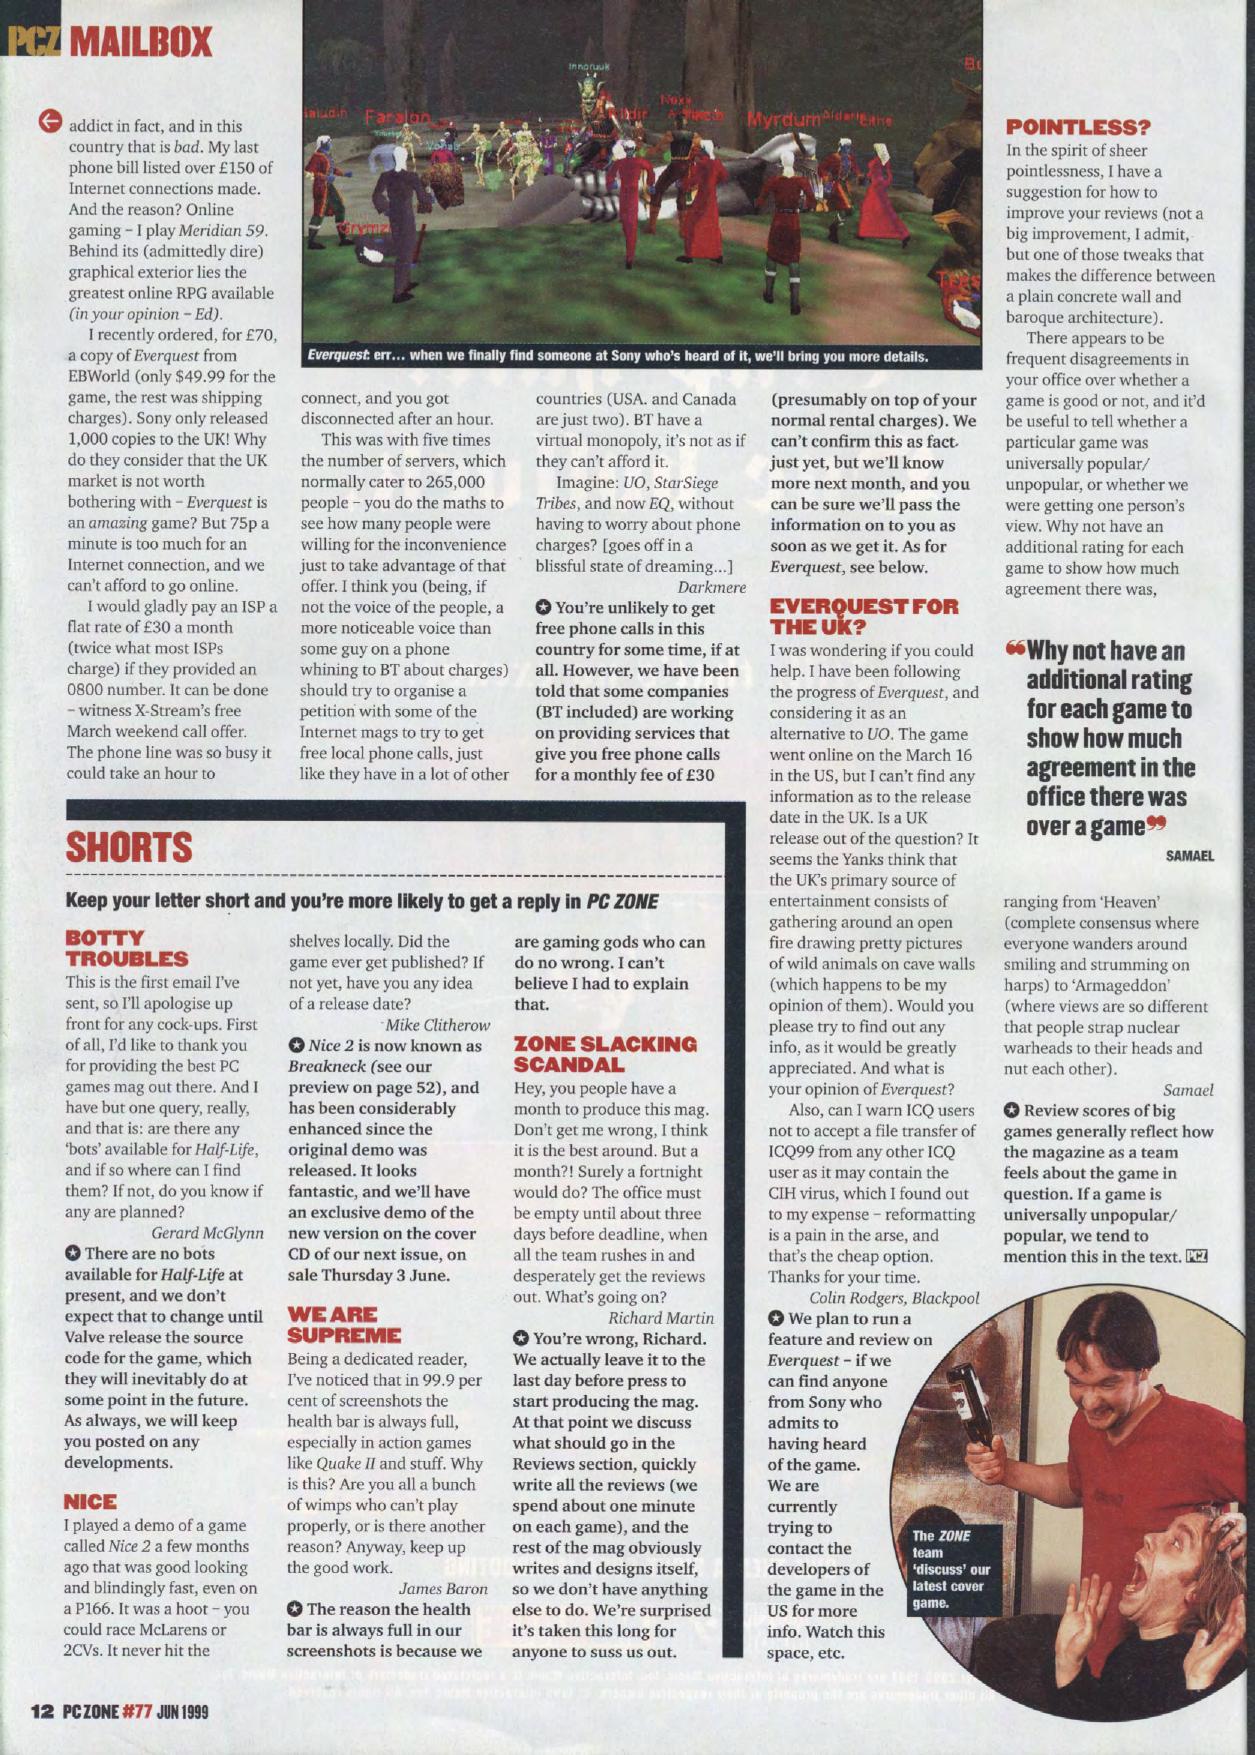 PCZ MAILBOX
addict in fact, and in this
country that is bad. My last
phone bill listed over £150 of
Internet connections made.
And the reason? Online
gaming – I play Meridian 59.
Behind its (admittedly dire)
graphical exterior lies the
greatest online RPG available
(in your opinion – Ed).
I recently ordered, for £70,
a copy of Everquest from
EBWorld (only $49.99 for the
game, the rest was shipping
charges). Sony only released
1,000 copies to the UK! Why
do they consider that the UK
market is not worth
bothering with – Everquest is
an amazing game? But 75p a
minute is too much for an
Internet connection, and we
can't afford to go online.
I would gladly pay an ISP a
flat rate of £30 a month
(twice what most ISPs
charge) if they provided an
0800 number. It can be done
– witness X-Stream's free
March weekend call offer.
The phone line was so busy it
could take an hour to
Innoruuk
Faralon
Myrdum
Everquest: err... when we finally find someone at Sony who's heard of it, we'll bring you more details.
connect, and you got
disconnected after an hour.
This was with five times
the number of servers, which
normally cater to 265,000
people – you do the maths to
see how many people were
willing for the inconvenience
just to take advantage of that
offer. I think you (being, if
not the voice of the people, a
more noticeable voice than
some guy on a phone
whining to BT about charges)
should try to organise a
petition with some of the
Internet mags to try to get
free local phone calls, just
like they have in a lot of other
countries (USA. and Canada
are just two). BT have a
virtual monopoly, it's not as if
they can't afford it.
Imagine: UO, StarSiege
Tribes, and now EQ, without
having to worry about phone
charges? [goes off in a
blissful state of dreaming...]
Darkmere
You're unlikely to get
free phone calls in this
country for some time, if at
all. However, we have been
told that some companies
(BT included) are working
on providing services that
give you free phone calls
for a monthly fee of £30
(presumably on top of your
normal rental charges). We
can't confirm this as fact
just yet, but we'll know
more next month, and you
can be sure we'll pass the
information on to you as
soon as we get it. As for
Everquest, see below.
EVERQUEST FOR
THE UK?
I was wondering if you could
help. I have been following
the progress of Everquest, and
considering it as an
alternative to UO. The game
went online on the March 16
in the US, but I can't find any
information as to the release
date in the UK. Is a UK
release out of the question? It
seems the Yanks think that
the UK's primary source of
entertainment consists of
gathering around an open
fire drawing pretty pictures
of wild animals on cave walls
(which happens to be my
opinion of them). Would you
please try to find out any
info, as it would be greatly
appreciated. And what is
your opinion of Everquest?
Also, can I warn ICQ users
not to accept a file transfer of
ICQ99 from any other ICQ
user as it may contain the
CIH virus, which I found out
to my expense – reformatting
is a pain in the arse, and
that's the cheap option.
Thanks for your time.
Colin Rodgers, Blackpool
We plan to run a
feature and review on
Everquest – if we
can find anyone
from Sony who
admits to
having heard
of the game.
We are
currently
trying to
contact the
developers of
the game in the
US for more
info. Watch this
space, etc.
POINTLESS?
In the spirit of sheer
pointlessness, I have a
suggestion for how to
improve your reviews (not a
big improvement, I admit,
but one of those tweaks that
makes the difference between
a plain concrete wall and
baroque architecture).
There appears to be
frequent disagreements in
your office over whether a
game is good or not, and it'd
be useful to tell whether a
particular game was
universally popular/
unpopular, or whether we
were getting one person's
view. Why not have an
additional rating for each
game to show how much
agreement there was,
“Why not have an
additional rating
for each game to
show how much
agreement in the
office there was
over a game”
SAMAEL
ranging from ‘Heaven’
(complete consensus where
everyone wanders around
smiling and strumming on
harps) to ‘Armageddon’
(where views are so different
that people strap nuclear
warheads to their heads and
nut each other).
Samael
Review scores of big
games generally reflect how
the magazine as a team
feels about the game in
question. If a game is
universally unpopular/
popular, we tend to
mention this in the text. PCZ
The ZONE
team
‘discuss’ our
latest cover
game.
SHORTS
Keep your letter short and you're more likely to get a reply in PC ZONE
BOTTY
TROUBLES
This is the first email I've
sent, so I'll apologise up
front for any cock-ups. First
of all, I'd like to thank you
for providing the best PC
games mag out there. And I
have but one query, really,
and that is: are there any
‘bots’ available for Half-Life,
and if so where can I find
them? If not, do you know if
any are planned?
Gerard McGlynn
There are no bots
available for Half-Life at
present, and we don't
expect that to change until
Valve release the source
code for the game, which
they will inevitably do at
some point in the future.
As always, we will keep
you posted on any
developments.
NICE
I played a demo of a game
called Nice 2 a few months
ago that was good looking
and blindingly fast, even on
a P166. It was a hoot – you
could race McLarens or
2CVs. It never hit the
shelves locally. Did the
game ever get published? If
not yet, have you any idea
of a release date?
Mike Clitherow
Nice 2 is now known as
Breakneck (see our
preview on page 52), and
has been considerably
enhanced since the
original demo was
released. It looks
fantastic, and we'll have
an exclusive demo of the
new version on the cover
CD of our next issue, on
sale Thursday 3 June.
WE ARE
SUPREME
Being a dedicated reader,
I've noticed that in 99.9 per
cent of screenshots the
health bar is always full,
especially in action games
like Quake II and stuff. Why
is this? Are you all a bunch
of wimps who can't play
properly, or is there another
reason? Anyway, keep up
the good work.
James Baron
The reason the health
bar is always full in our
screenshots is because we
are gaming gods who can
do no wrong. I can't
believe I had to explain
that.
ZONE SLACKING
SCANDAL
Hey, you people have a
month to produce this mag.
Don't get me wrong, I think
it is the best around. But a
month?! Surely a fortnight
would do? The office must
be empty until about three
days before deadline, when
all the team rushes in and
desperately get the reviews
out. What's going on?
Richard Martin
You're wrong, Richard.
We actually leave it to the
last day before press to
start producing the mag.
At that point we discuss
what should go in the
Reviews section, quickly
write all the reviews (we
spend about one minute
on each game), and the
rest of the mag obviously
writes and designs itself,
so we don't have anything
else to do. We're surprised
it's taken this long for
anyone to suss us out.
12 PC ZONE #77 JUN 1999